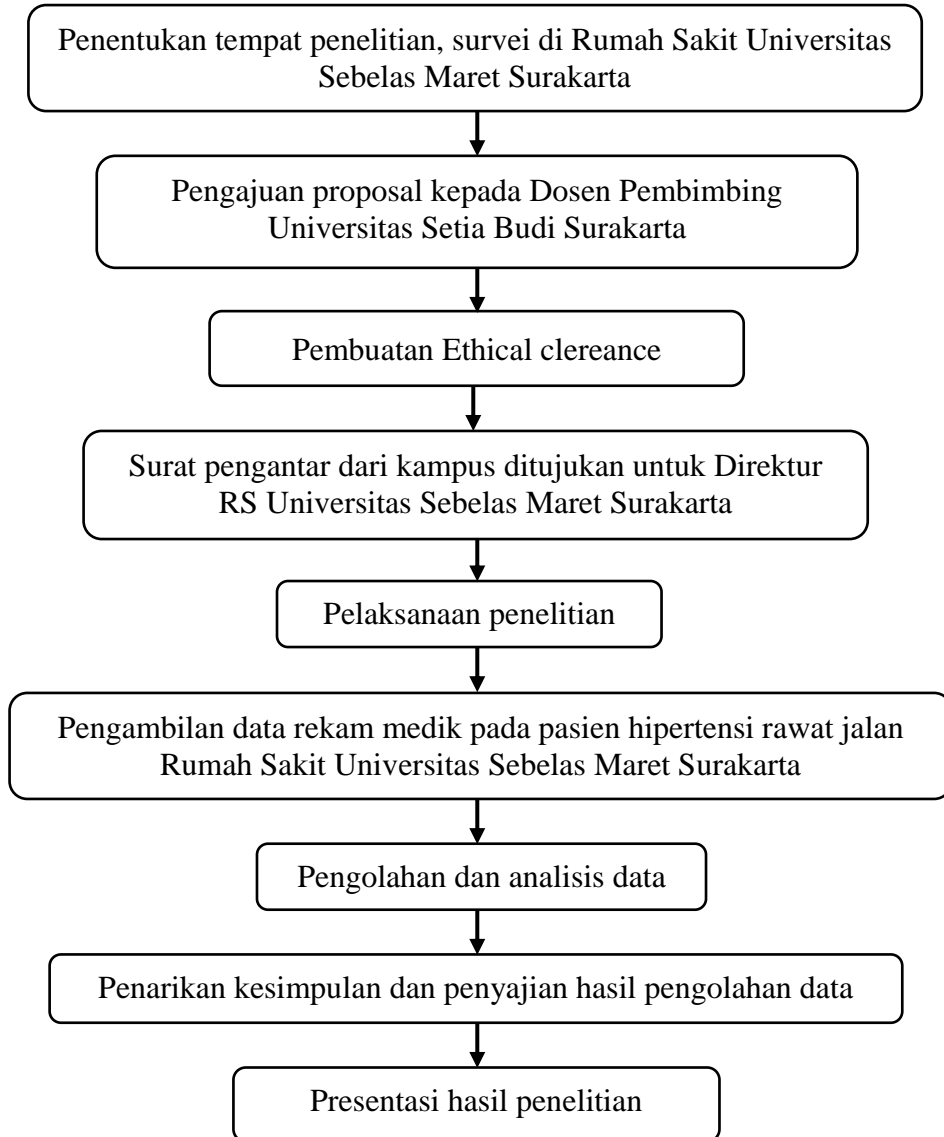 Penentukan tempat penelitian, survei di Rumah Sakit Universitas
Sebelas Maret Surakarta
Pengajuan proposal kepada Dosen Pembimbing
Universitas Setia Budi Surakarta
Pembuatan Ethical clereance
Surat pengantar dari kampus ditujukan untuk Direktur
RS Universitas Sebelas Maret Surakarta
Pelaksanaan penelitian
Pengambilan data rekam medik pada pasien hipertensi rawat jalan
Rumah Sakit Universitas Sebelas Maret Surakarta
Pengolahan dan analisis data
Penarikan kesimpulan dan penyajian hasil pengolahan data
Presentasi hasil penelitian